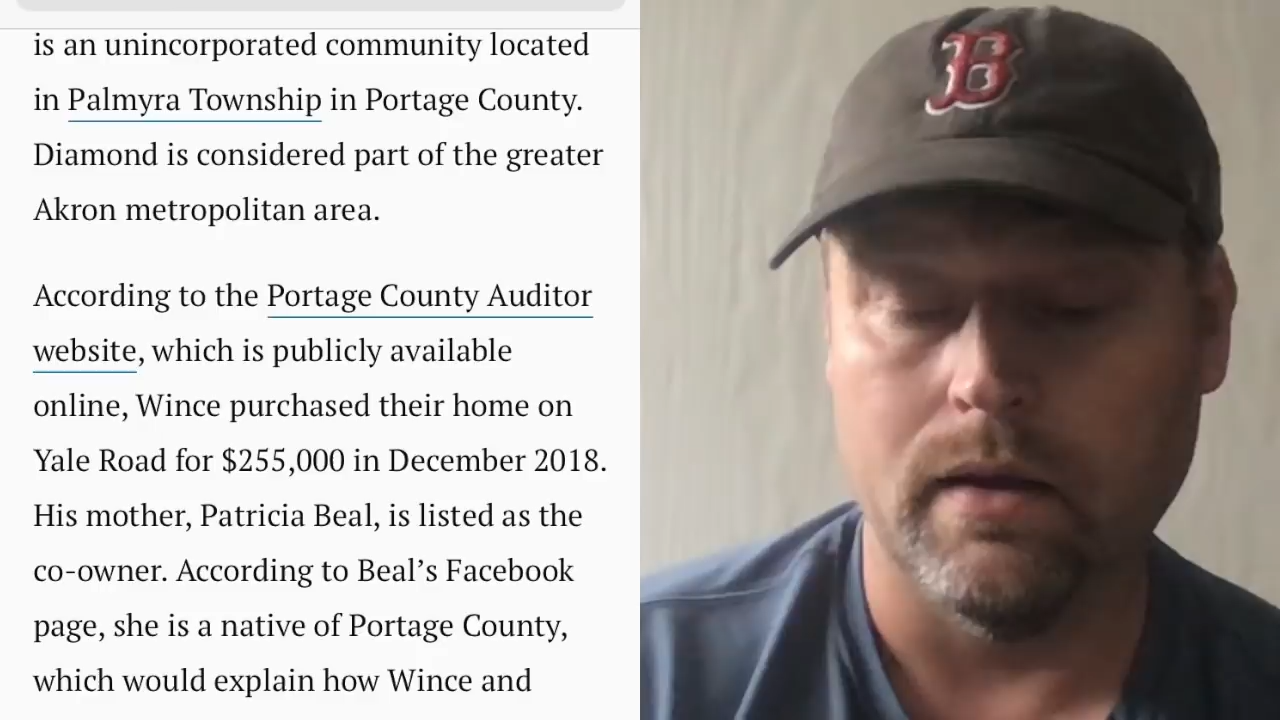 is an unincorporated community located
in Palmyra Township in Portage County.
Diamond is considered part of the greater
Akron metropolitan area.
According to the Portage County Auditor
website, which is publicly available
online, Wince purchased their home on
Yale Road for $255,000 in December 2018.
His mother, Patricia Beal, is listed as the
co-owner. According to Beal’s Facebook
page, she is a native of Portage County,
which would explain how Wince and
B